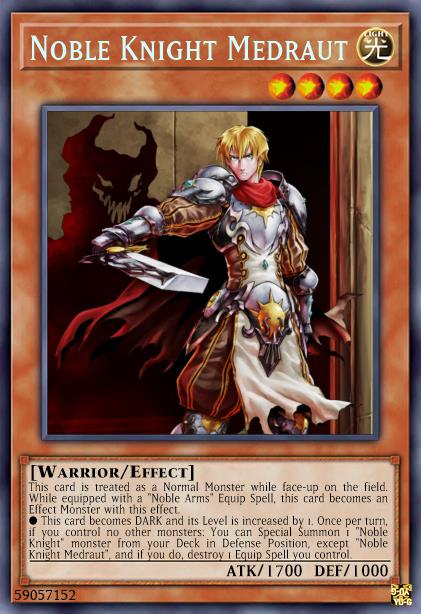 NOBLE KNIGHT MEDRAUT
LIGHT
光
[WARRIOR/EFFECT]
This card is treated as a Normal Monster while face-up on the field.
While equipped with a "Noble Arms" Equip Spell, this card becomes an
Effect Monster with this effect.
● This card becomes DARK and its Level is increased by 1. Once per turn,
if you control no other monsters: You can Special Summon 1 "Noble
Knight" monster from your Deck in Defense Position, except "Noble
Knight Medraut", and if you do, destroy 1 Equip Spell you control.
ATK/1700 DEF/1000
59057152